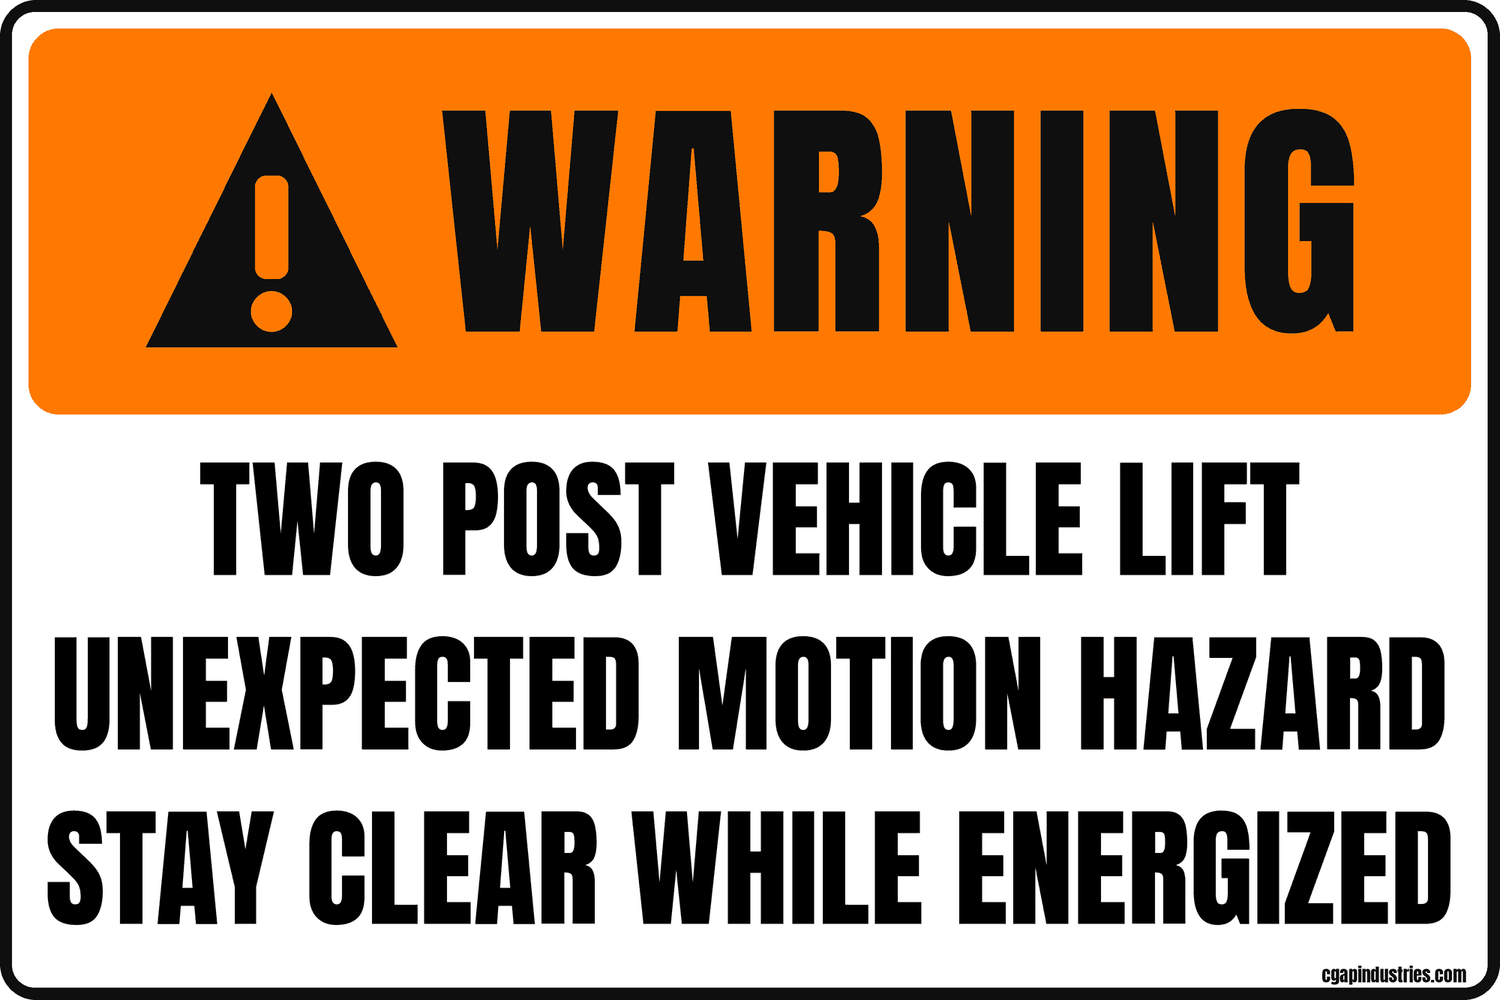 WARNING
TWO POST VEHICLE LIFT
UNEXPECTED MOTION HAZARD
STAY CLEAR WHILE ENERGIZED
cgapindustries.com